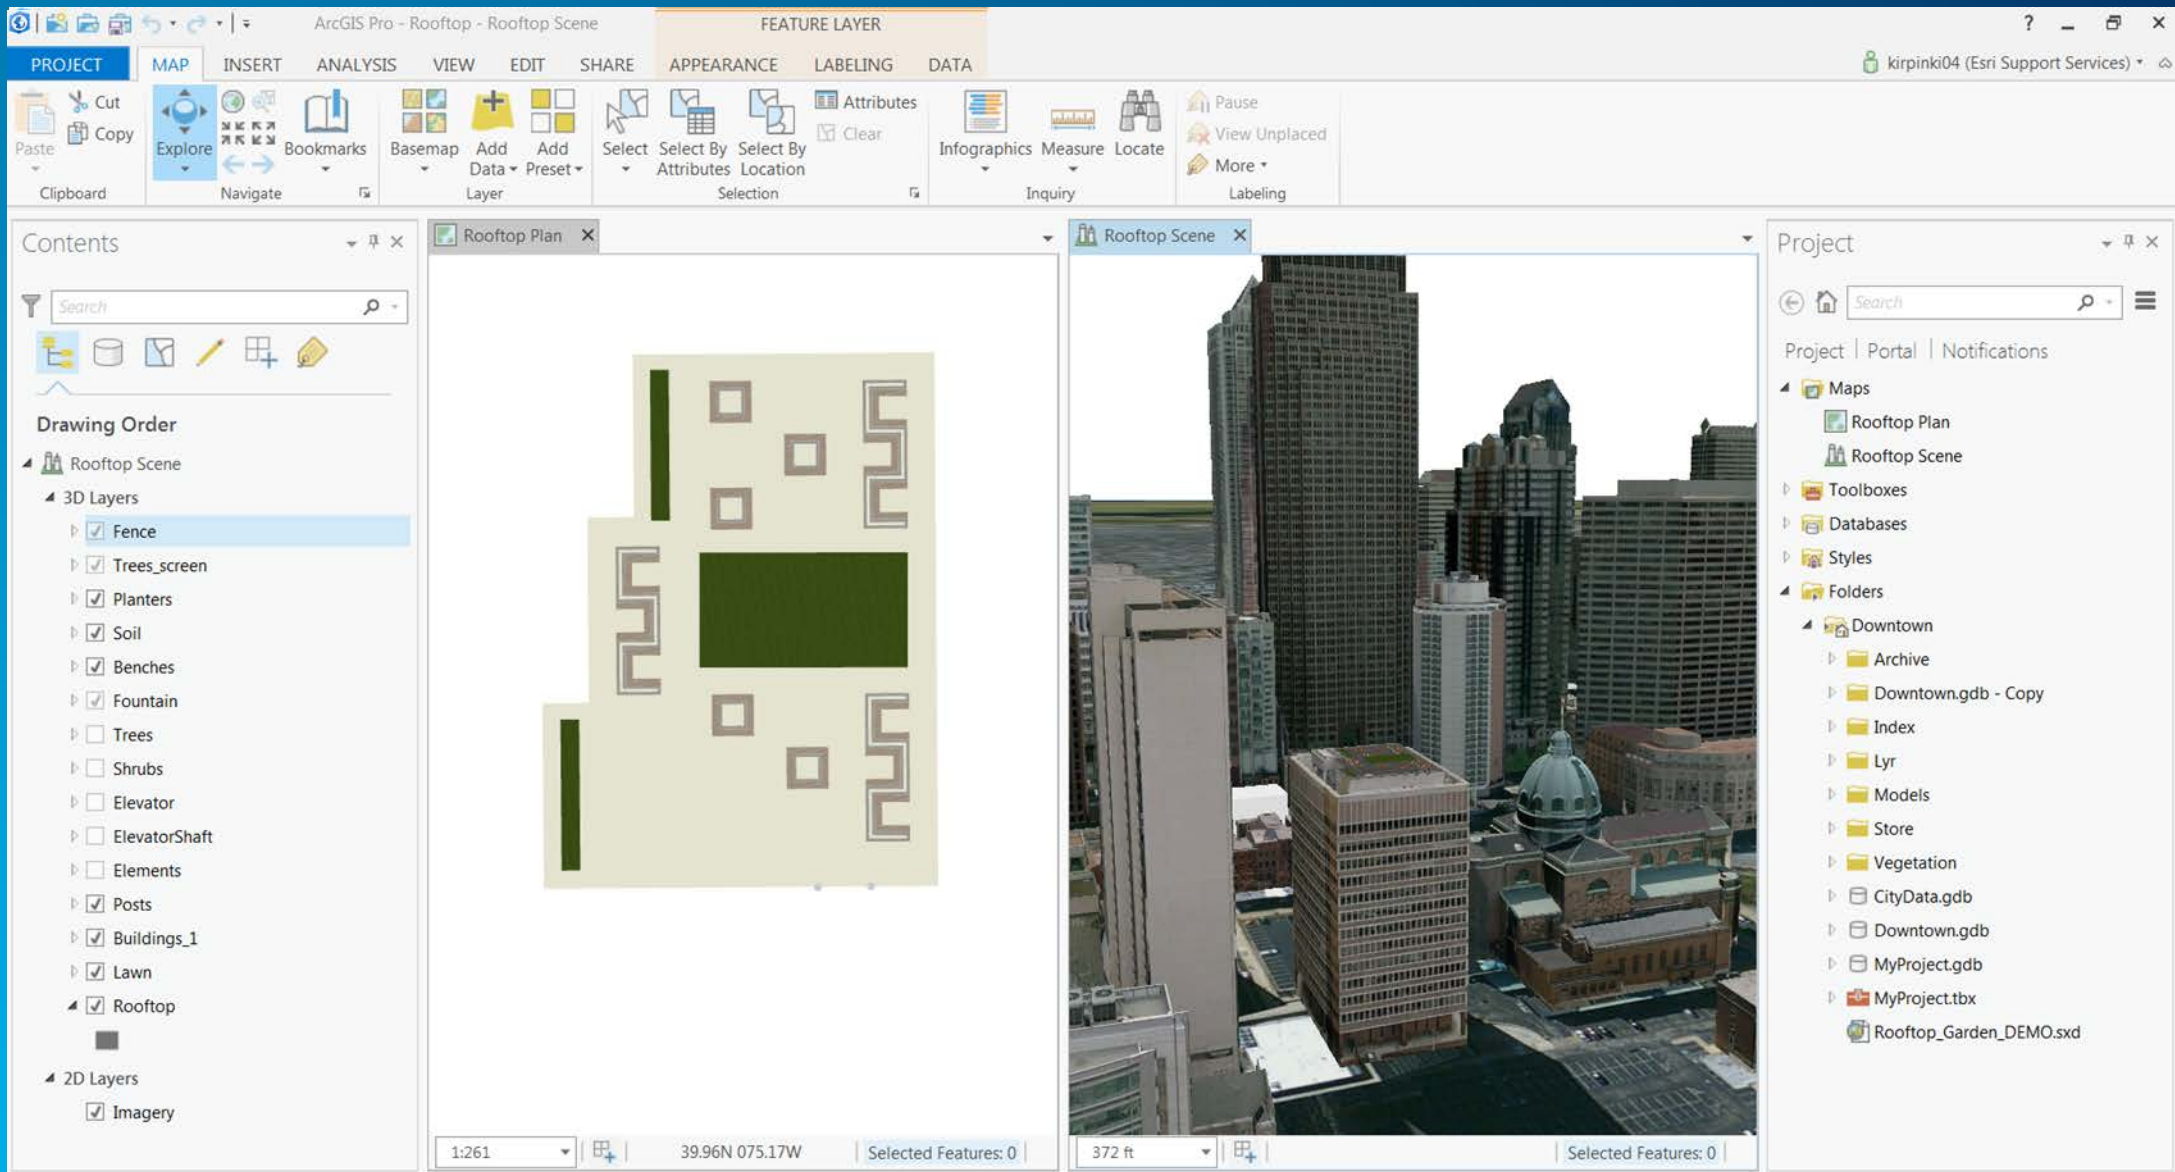 ArcGIS Pro - Rooftop - Rooftop Scene
FEATURE LAYER
?
PROJECT MAP INSERT ANALYSIS VIEW EDIT SHARE APPEARANCE LABELING DATA
kirpinki04 (Esri Support Services)
Paste
Cut
Copy
Clipboard
Explore
Bookmarks
Navigate
Basemap
Add Data
Add Preset
Layer
Select
Select By Attributes
Select By Location
Attributes
Clear
Selection
Infographics
Measure
Locate
Inquiry
Pause
View Unplaced
More
Labeling
Contents
Search
Drawing Order
Rooftop Scene
3D Layers
Fence
Trees_screen
Planters
Soil
Benches
Fountain
Trees
Shrubs
Elevator
ElevatorShaft
Elements
Posts
Buildings_1
Lawn
Rooftop
2D Layers
Imagery
Rooftop Plan
1:261
39.96N 075.17W
Selected Features: 0
Rooftop Scene
372 ft
Selected Features: 0
Project
Search
Project | Portal | Notifications
Maps
Rooftop Plan
Rooftop Scene
Toolboxes
Databases
Styles
Folders
Downtown
Archive
Downtown.gdb - Copy
Index
Lyr
Models
Store
Vegetation
CityData.gdb
Downtown.gdb
MyProject.gdb
MyProject.tbx
Rooftop_Garden_DEMO.sxd